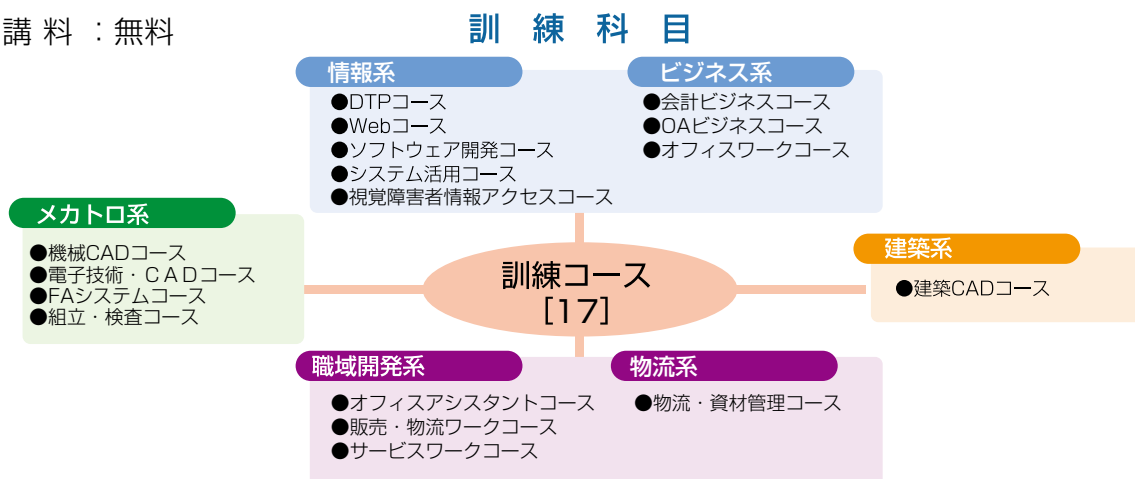 講料：無料
訓練科目
情報系
●DTPコース
●Webコース
●ソフトウェア開発コース
●システム活用コース
●視覚障害者情報アクセスコース
ビジネス系
●会計ビジネスコース
●OAビジネスコース
●オフィスワークコース
メカトロ系
●機械CADコース
●電子技術・ＣＡＤコース
●FAシステムコース
●組立・検査コース
訓練コース
［17］
建築系
●建築CADコース
職域開発系
●オフィスアシスタントコース
●販売・物流ワークコース
●サービスワークコース
物流系
●物流・資材管理コース